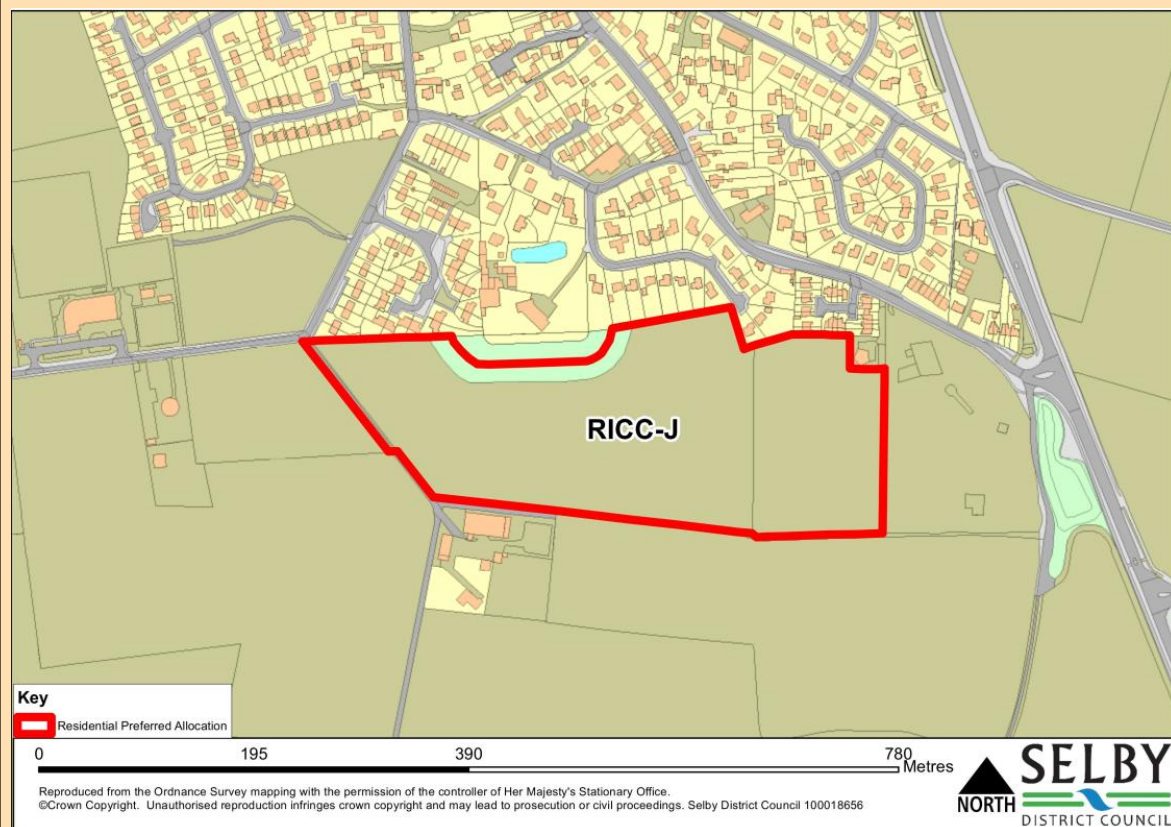 RICC-J
Key
Residential Preferred Allocation
0 195 390 780
Metres
Reproduced from the Ordnance Survey mapping with the permission of the controller of Her Majesty's Stationary Office.
©Crown Copyright. Unauthorised reproduction infringes crown copyright and may lead to prosecution or civil proceedings. Selby District Council 100018656
NORTH
SELBY
DISTRICT COUNCIL